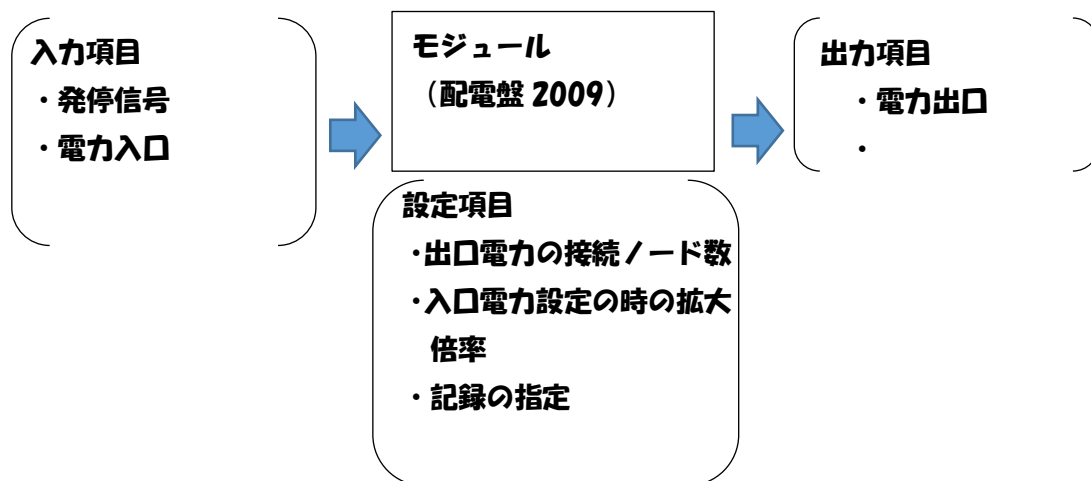 入力項目
・発停信号
・電力入口
モジュール
（配電盤 2009）
出力項目
・電力出口
・
設定項目
・出口電力の接続ノード数
・入口電力設定の時の拡大
倍率
・記録の指定